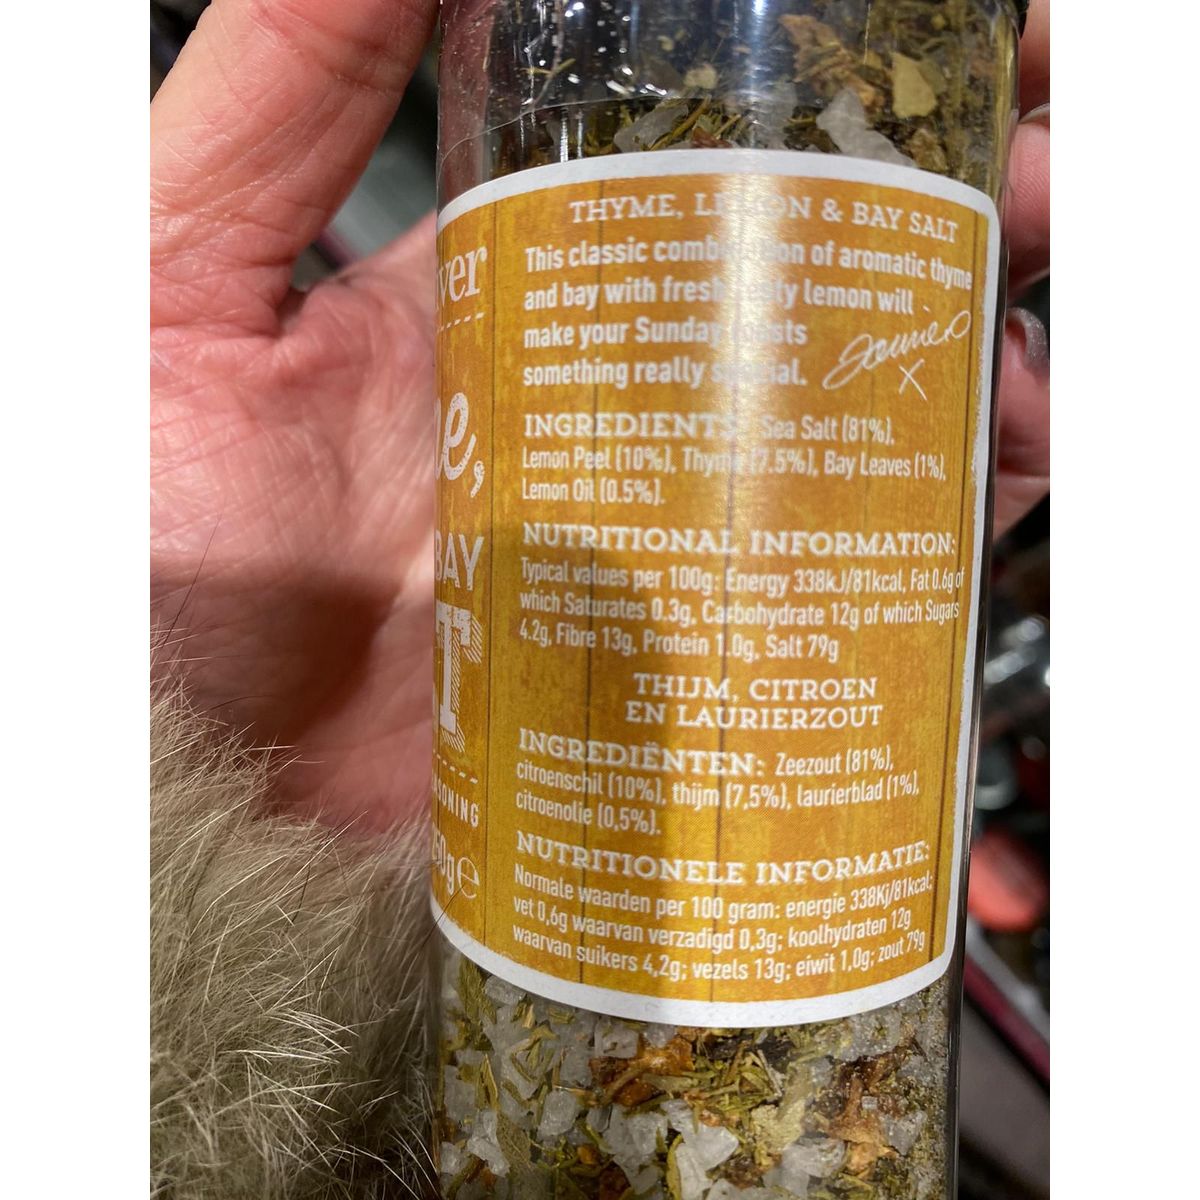 THYME, LEMON & BAY SALT
This classic combination of aromatic thyme
and bay with fresh zesty lemon will
make your Sunday roasts
something really special.
Jamie O
x
INGREDIENTS: Sea Salt (81%),
Lemon Peel (10%), Thyme (7.5%), Bay Leaves (1%),
Lemon Oil (0.5%).
NUTRITIONAL INFORMATION:
Typical values per 100g: Energy 338kJ/81kcal, Fat 0.6g of
which Saturates 0.3g, Carbohydrate 12g of which Sugars
4.2g, Fibre 13g, Protein 1.0g, Salt 79g
THIJM, CITROEN
EN LAURIERZOUT
INGREDIËNTEN: Zeezout (81%),
citroenschil (10%), thijm (7,5%), laurierblad (1%),
citroenolie (0,5%).
NUTRITIONELE INFORMATIE:
Normale waarden per 100 gram: energie 338Kj/81kcal;
vet 0,6g waarvan verzadigd 0,3g; koolhydraten 12g
waarvan suikers 4,2g; vezels 13g; eiwit 1,0g; zout 79g
BAY